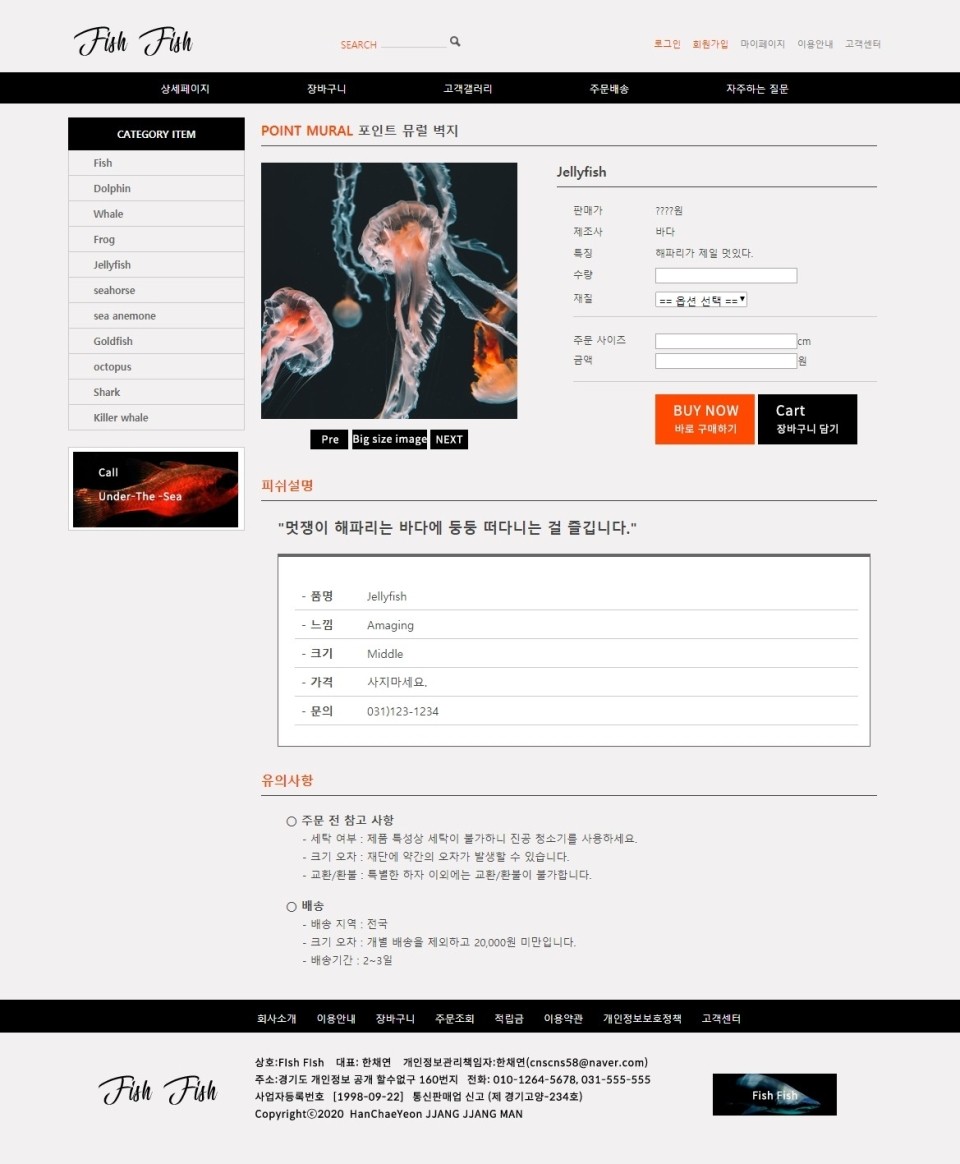 Fish Fish
SEARCH
로그인 회원가입 마이페이지 이용안내 고객센터
상세페이지 장바구니 고객갤러리 주문배송 자주하는 질문
CATEGORY ITEM
Fish
Dolphin
Whale
Frog
Jellyfish
seahorse
sea anemone
Goldfish
octopus
Shark
Killer whale
Call
Under-The -Sea
POINT MURAL 포인트 뮤럴 벽지
Pre Big size image NEXT
Jellyfish
판매가 ????원
제조사 바다
특징 해파리가 제일 멋있다.
수량
재질 == 옵션 선택 ==
주문 사이즈 cm
금액 원
BUY NOW
바로 구매하기
Cart
장바구니 담기
피쉬설명
"멋쟁이 해파리는 바다에 둥둥 떠다니는 걸 즐깁니다."
- 품명 Jellyfish
- 느낌 Amaging
- 크기 Middle
- 가격 사지마세요.
- 문의 031)123-1234
유의사항
○ 주문 전 참고 사항
- 세탁 여부 : 제품 특성상 세탁이 불가하니 진공 청소기를 사용하세요.
- 크기 오차 : 재단에 약간의 오자가 발생할 수 있습니다.
- 교환/환불 : 특별한 하자 이외에는 교환/환불이 불가합니다.
○ 배송
- 배송 지역 : 전국
- 크기 오차 : 개별 배송을 제외하고 20,000원 미만입니다.
- 배송기간 : 2~3일
회사소개 이용안내 장바구니 주문조회 적립금 이용약관 개인정보보호정책 고객센터
Fish Fish
상호:FIsh FIsh 대표: 한채연 개인정보관리책임자:한채연(cnscns58@naver.com)
주소:경기도 개인정보 공개 할수없구 160번지 전화: 010-1264-5678, 031-555-555
사업자등록번호 [1998-09-22] 통신판매업 신고 (제 경기고양-234호)
Copyrightⓒ2020 HanChaeYeon JJANG JJANG MAN
Fish Fish